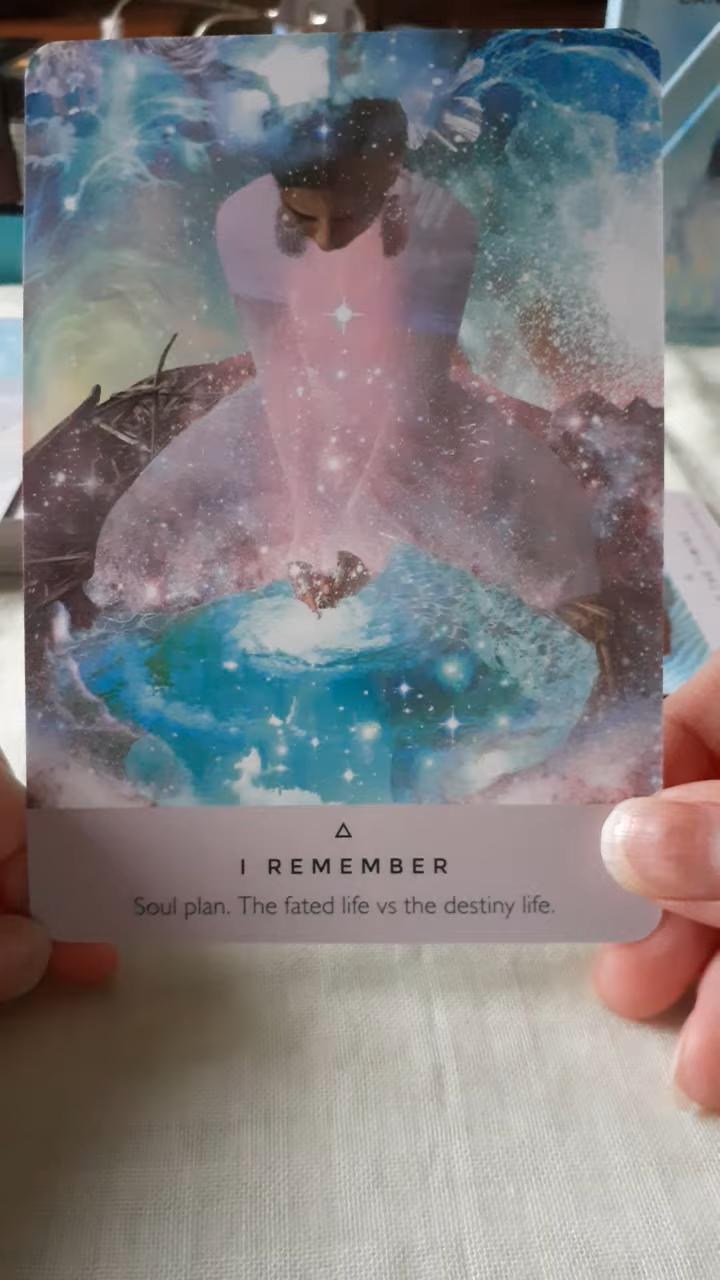 I REMEMBER
Soul plan. The fated life vs the destiny life.